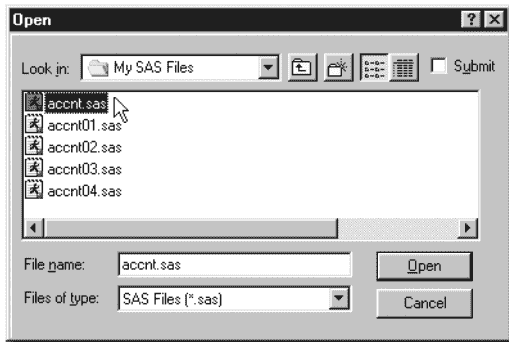 Open
Look in: My SAS Files Submit
accnt.sas
accnt01.sas
accnt02.sas
accnt03.sas
accnt04.sas
File name: accnt.sas Open
Files of type: SAS Files (*.sas) Cancel